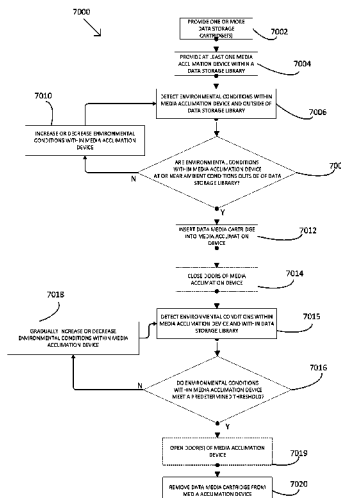 7000
PROVIDE ONE OR MORE
DATA STORAGE
CARTRIDGE(S)
7002
PROVIDE AT LEAST ONE MEDIA
ACCLIMATION DEVICE WITHIN A
DATA STORAGE LIBRARY
7004
DETECT ENVIRONMENTAL CONDITIONS WITHIN
MEDIA ACCLIMATION DEVICE AND OUTSIDE OF
DATA STORAGE LIBRARY
7006
7010
INCREASE OR DECREASE ENVIRONMENTAL
CONDITIONS WITHIN MEDIA ACCLIMATION
DEVICE
ARE ENVIRONMENTAL CONDITIONS
WITHIN MEDIA ACCLIMATION DEVICE
AT OR NEAR AMBIENT CONDITIONS OUTSIDE OF DATA
STORAGE LIBRARY?
700
N
Y
INSERT DATA MEDIA CARTRIDGE
INTO MEDIA ACCLIMATION
DEVICE
7012
CLOSE DOORS OF MEDIA
ACCLIMATION DEVICE
7014
7018
DETECT ENVIRONMENTAL CONDITIONS WITHIN
MEDIA ACCLIMATION DEVICE AND WITHIN DATA
STORAGE LIBRARY
7015
GRADUALLY INCREASE OR DECREASE
ENVIRONMENTAL CONDITIONS WITHIN MEDIA
ACCLIMATION DEVICE
DO ENVIRONMENTAL CONDITIONS
WITHIN MEDIA ACCLIMATION DEVICE
MEET A PREDETERMINED THRESHOLD?
7016
N
Y
OPEN DOOR(S) OF MEDIA ACCLIMATION
DEVICE
7019
REMOVE DATA MEDIA CARTRIDGE FROM
MEDIA ACCLIMATION DEVICE
7020